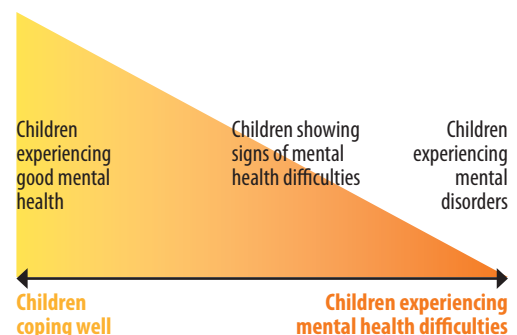 Children
experiencing
good mental
health
Children showing
signs of mental
health difficulties
Children
experiencing
mental
disorders
Children
coping well
Children experiencing
mental health difficulties